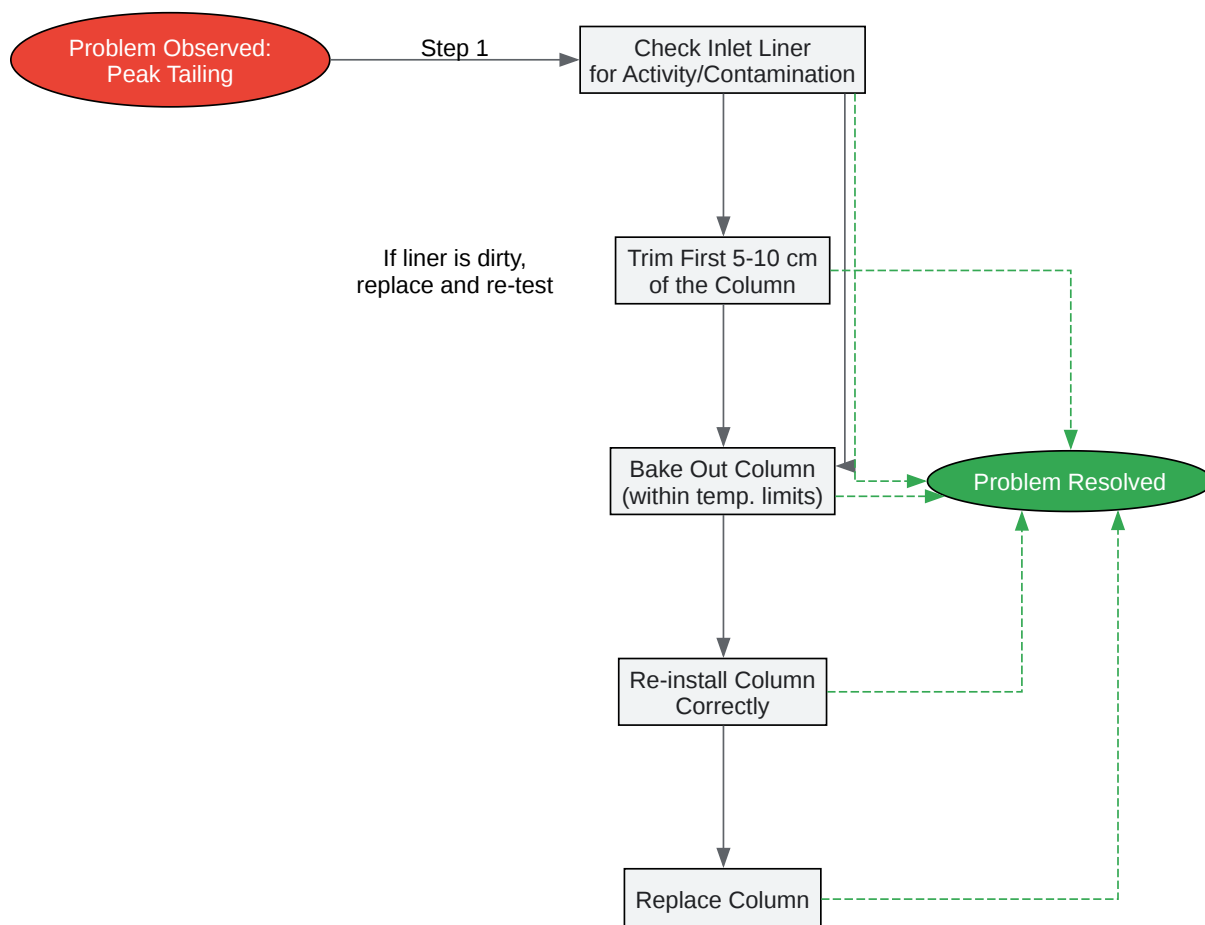 Problem Observed:
Peak Tailing
Step 1
Check Inlet Liner
for Activity/Contamination
If liner is dirty,
replace and re-test
Trim First 5-10 cm
of the Column
Bake Out Column
(within temp. limits)
Problem Resolved
Re-install Column
Correctly
Replace Column